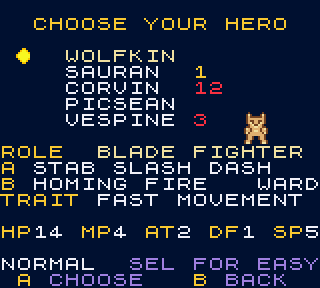 CHOOSE YOUR HERO
WOLFKIN
SAURAN 1
CORVIN 12
PICSEAN
VESPINE 3
ROLE BLADE FIGHTER
A STAB SLASH DASH
B HOMING FIRE WARD
TRAIT FAST MOVEMENT
HP14 MP4 AT2 DF1 SP5
NORMAL SEL FOR EASY
A CHOOSE B BACK